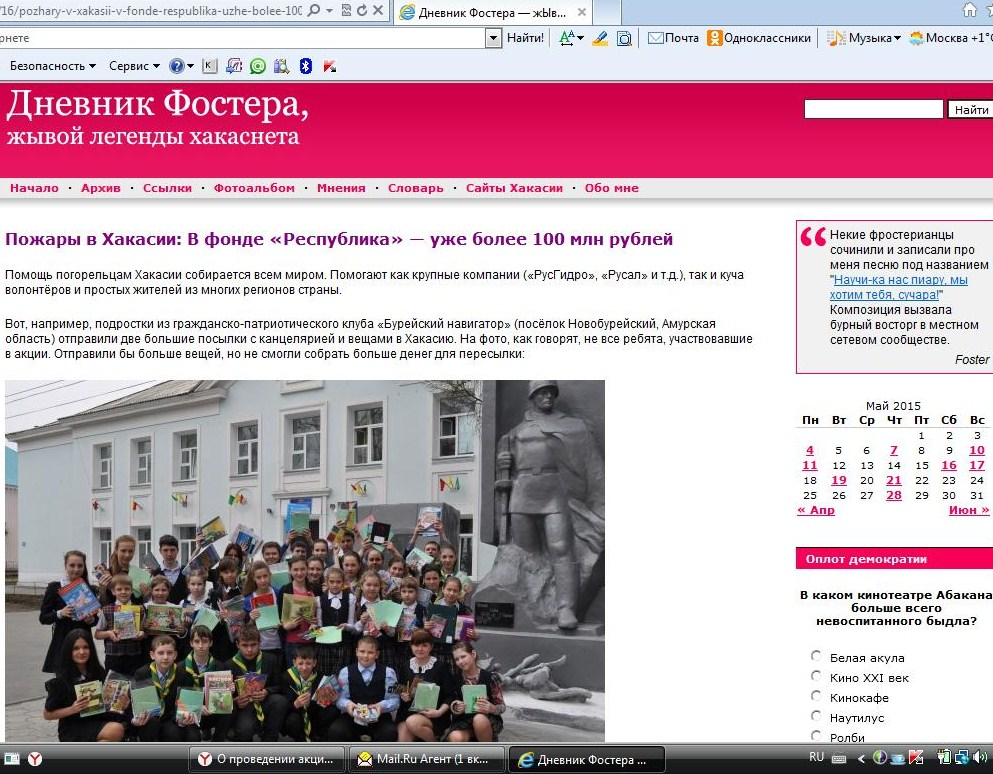 /16/pozhary-v-xakasii-v-fonde-respublika-uzhe-bolee-100
Дневник Фостера — жЫв...
рнете
Найти!
Почта
Одноклассники
Музыка
Москва +1°
Безопасность
Сервис
Дневник Фостера,
жывой легенды хакаснета
Найти
Начало · Архив · Ссылки · Фотоальбом · Мнения · Словарь · Сайты Хакасии · Обо мне
Пожары в Хакасии: В фонде «Республика» — уже более 100 млн рублей
Помощь погорельцам Хакасии собирается всем миром. Помогают как крупные компании («РусГидро», «Русал» и т.д.), так и куча
волонтёров и простых жителей из многих регионов страны.
Вот, например, подростки из гражданско-патриотического клуба «Бурейский навигатор» (посёлок Новобурейский, Амурская
область) отправили две большие посылки с канцелярией и вещами в Хакасию. На фото, как говорят, не все ребята, участвовавшие
в акции. Отправили бы больше вещей, но не смогли собрать больше денег для пересылки:
Некие фростерианцы
сочинили и записали про
меня песню под названием
"Научи-ка нас пиару, мы
хотим тебя, сучара!"
Композиция вызвала
бурный восторг в местном
сетевом сообществе.
Foster
Май 2015
Пн Вт Ср Чт Пт Сб Вс
1 2 3
4 5 6 7 8 9 10
11 12 13 14 15 16 17
18 19 20 21 22 23 24
25 26 27 28 29 30 31
« Апр Июн »
Оплот демократии
В каком кинотеатре Абакана
больше всего
невоспитанного быдла?
Белая акула
Кино XXI век
Кинокафе
Наутилус
Ролби
О проведении акци...
Mail.Ru Агент (1 вк...
Дневник Фостера ...
RU